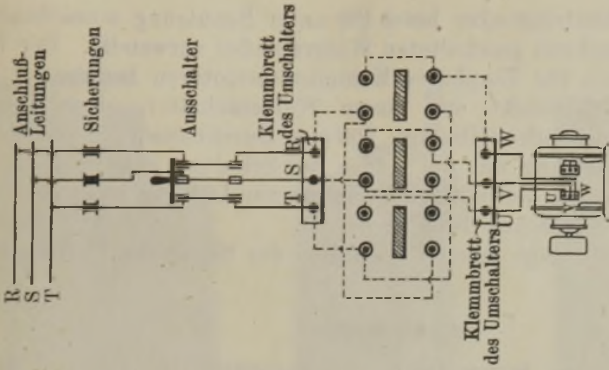 R
S
T
Anschluß-
Leitungen
Sicherungen
Ausschalter
Klemmbrett
des Umschalters
R
S
T
W
V
U
Klemmbrett
des Umschalters
U
V
W